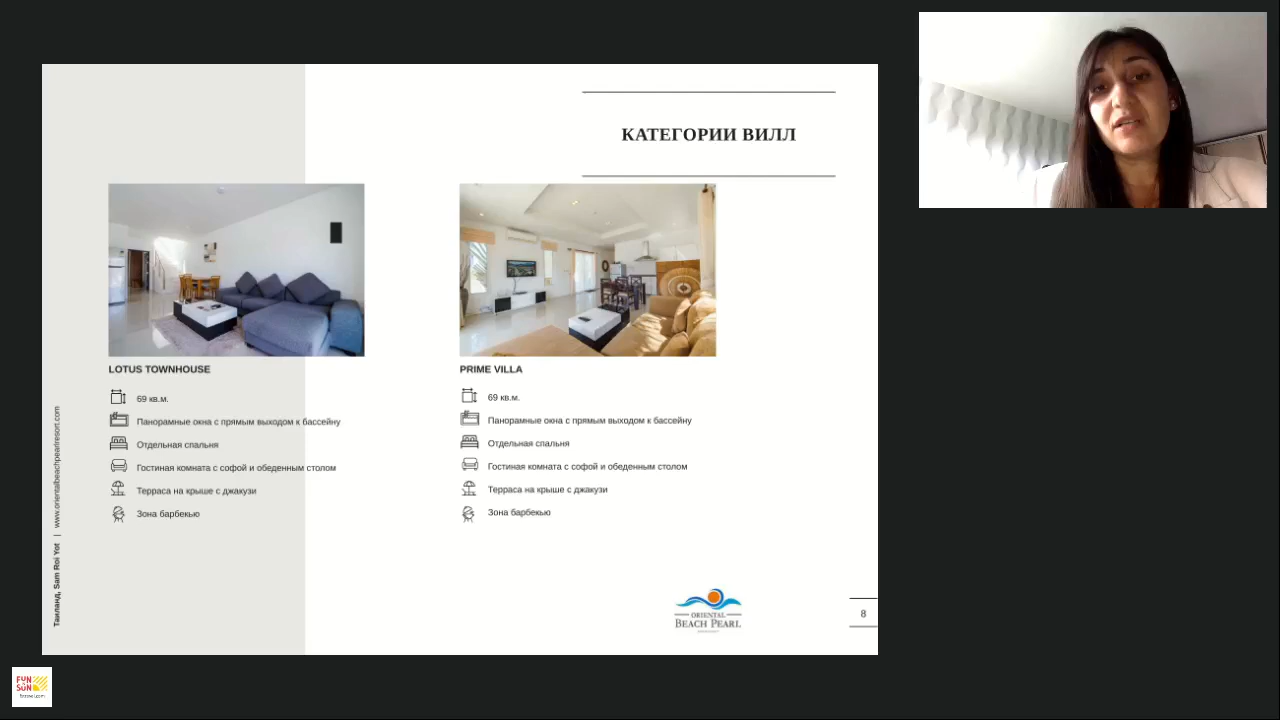 КАТЕГОРИИ ВИЛЛ
LOTUS TOWNHOUSE
69 кв.м.
Панорамные окна с прямым выходом к бассейну
Отдельная спальня
Гостиная комната с софой и обеденным столом
Терраса на крыше с джакузи
Зона барбекью
PRIME VILLA
69 кв.м.
Панорамные окна с прямым выходом к бассейну
Отдельная спальня
Гостиная комната с софой и обеденным столом
Терраса на крыше с джакузи
Зона барбекью
Таиланд, Sam Roi Yot | www.orientalbeachpearlresort.com
ORIENTAL
BEACH PEARL
8
FUN
SUN